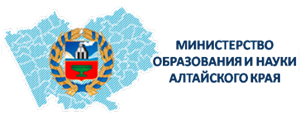 МИНИСТЕРСТВО
ОБРАЗОВАНИЯ И НАУКИ
АЛТАЙСКОГО КРАЯ